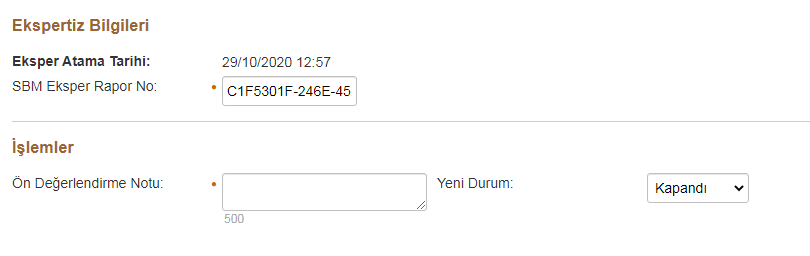 Ekspertiz Bilgileri
Eksper Atama Tarihi: 29/10/2020 12:57
SBM Eksper Rapor No: C1F5301F-246E-45
İşlemler
Ön Değerlendirme Notu: Yeni Durum: Kapandı
500